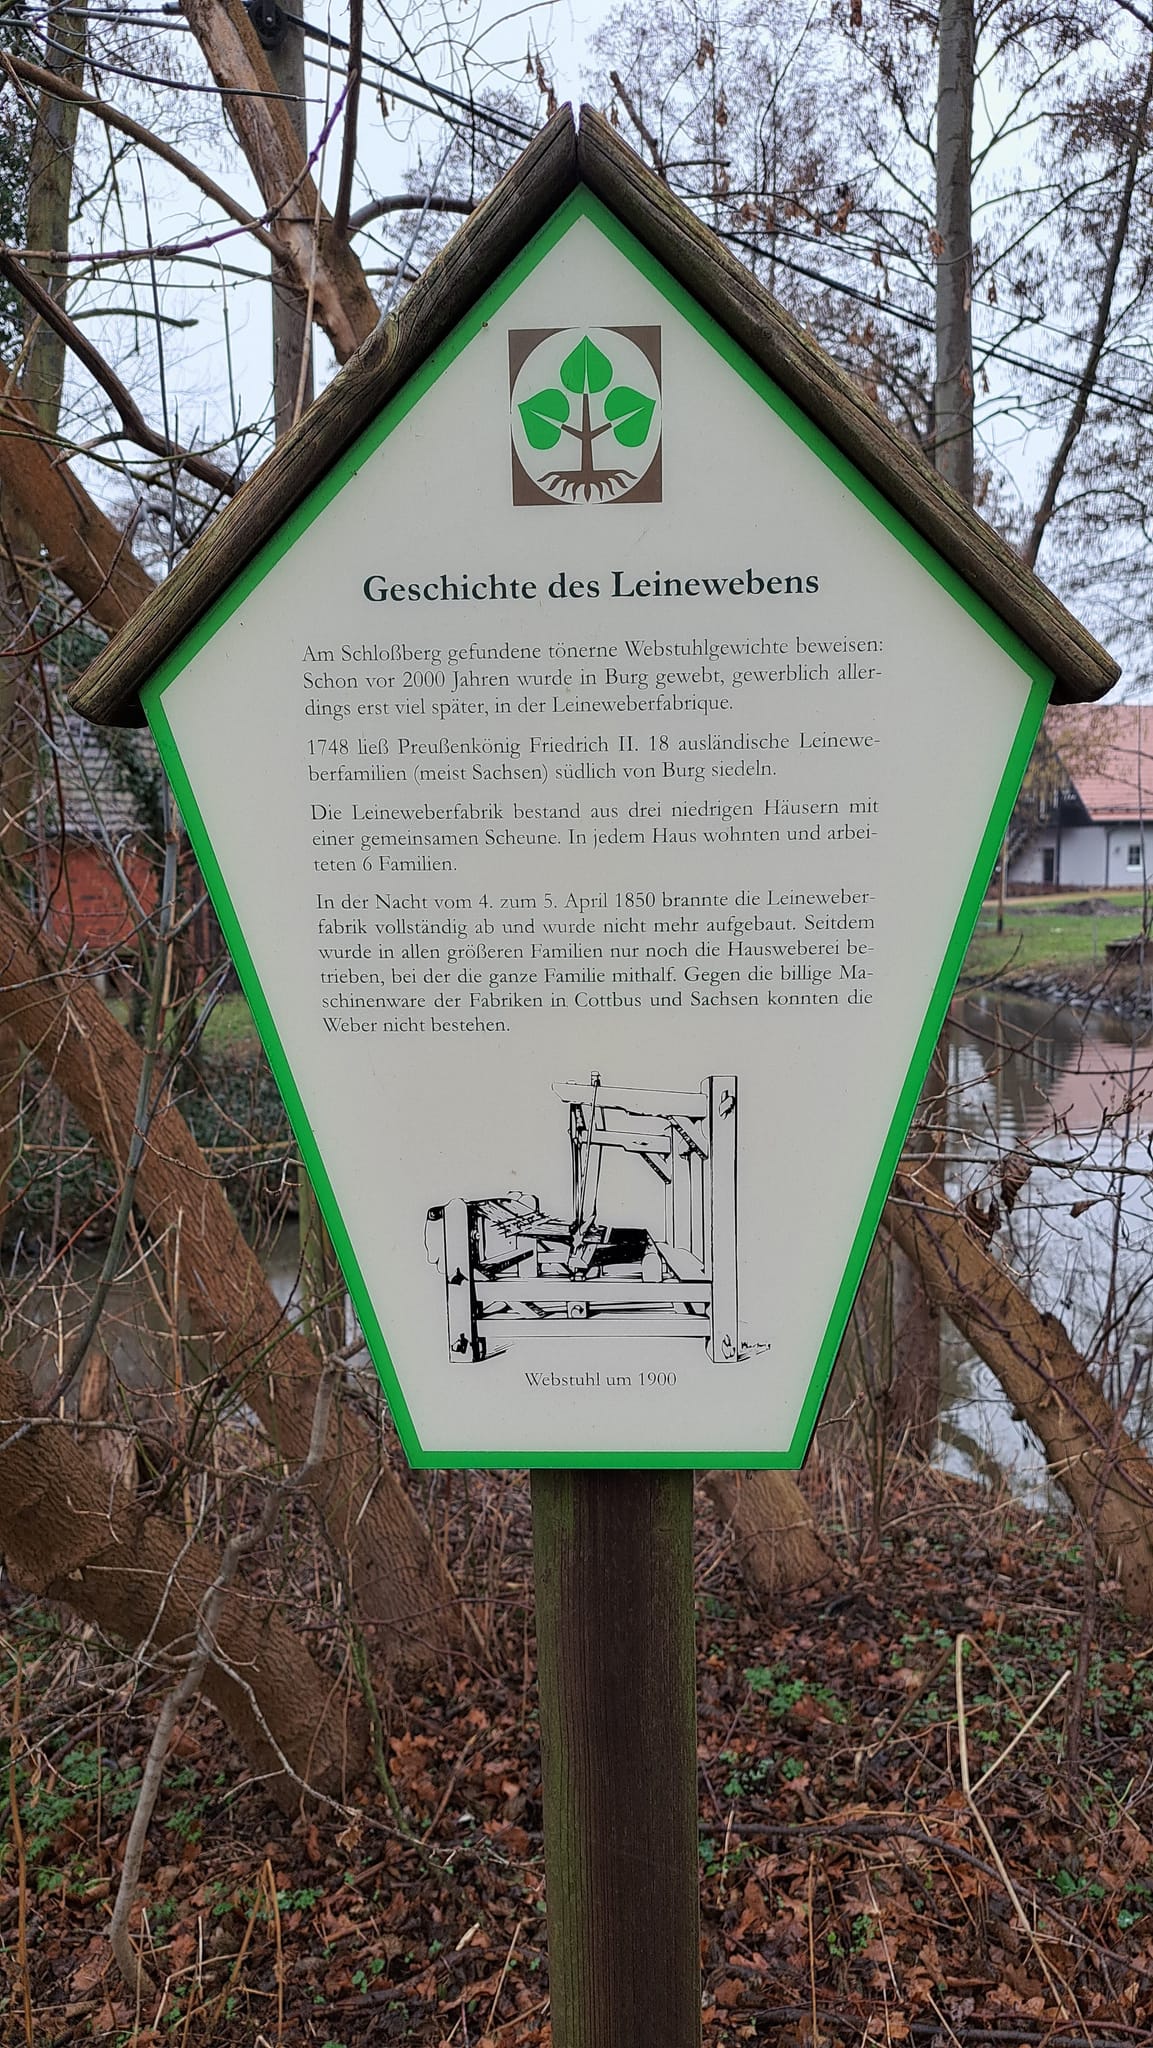 Geschichte des Leinewebens
Am Schloßberg gefundene tönerne Webstuhlgewichte beweisen:
Schon vor 2000 Jahren wurde in Burg gewebt, gewerblich aller-
dings erst viel später, in der Leineweberfabrique.
1748 ließ Preußenkönig Friedrich II. 18 ausländische Leinewe-
berfamilien (meist Sachsen) südlich von Burg siedeln.
Die Leineweberfabrik bestand aus drei niedrigen Häusern mit
einer gemeinsamen Scheune. In jedem Haus wohnten und arbei-
teten 6 Familien.
In der Nacht vom 4. zum 5. April 1850 brannte die Leineweber-
fabrik vollständig ab und wurde nicht mehr aufgebaut. Seitdem
wurde in allen größeren Familien nur noch die Hausweberei be-
trieben, bei der die ganze Familie mithalf. Gegen die billige Ma-
schinenware der Fabriken in Cottbus und Sachsen konnten die
Weber nicht bestehen.
Webstuhl um 1900